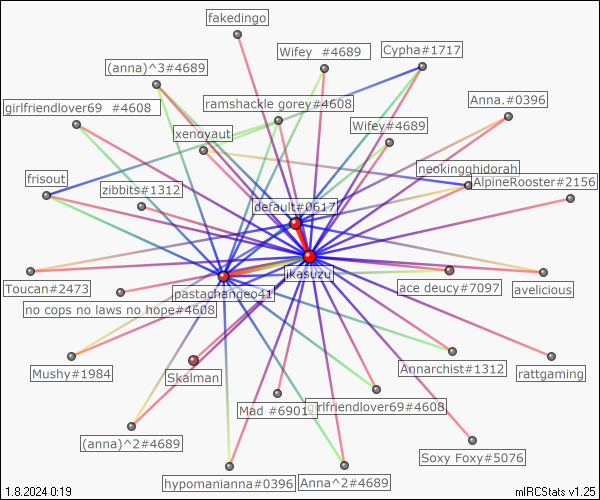 fakedingo
Wifey #4689
Cypha#1717
(anna)^3#4689
girlfriendlover69 #4608
ramshackle gorey#4608
Anna.#0396
xenoyaut
Wifey#4689
neokingghidorah
frisout
zibbits#1312
AlpineRooster#2156
default#0617
ikasuzu
Toucan#2473
pastachangeo41
ace deucy#7097
avelicious
no cops no laws no hope#4608
Mushy#1984
Skalman
Annarchist#1312
rattgaming
Mad #6901
girlfriendlover69#4608
(anna)^2#4689
Soxy Foxy#5076
hypomanianna#0396
Anna^2#4689
1.8.2024 0:19
mIRCStats v1.25